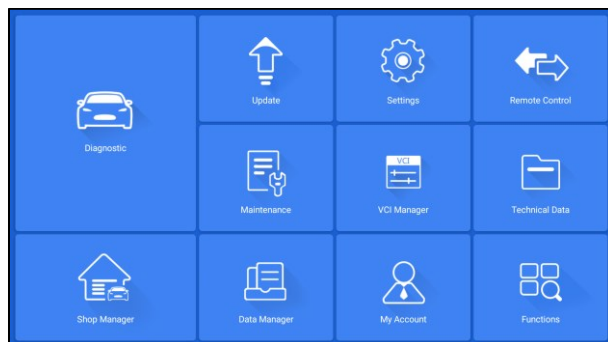 Diagnostic
Update
Settings
Remote Control
Maintenance
VCI
VCI Manager
Technical Data
Shop Manager
Data Manager
My Account
Functions